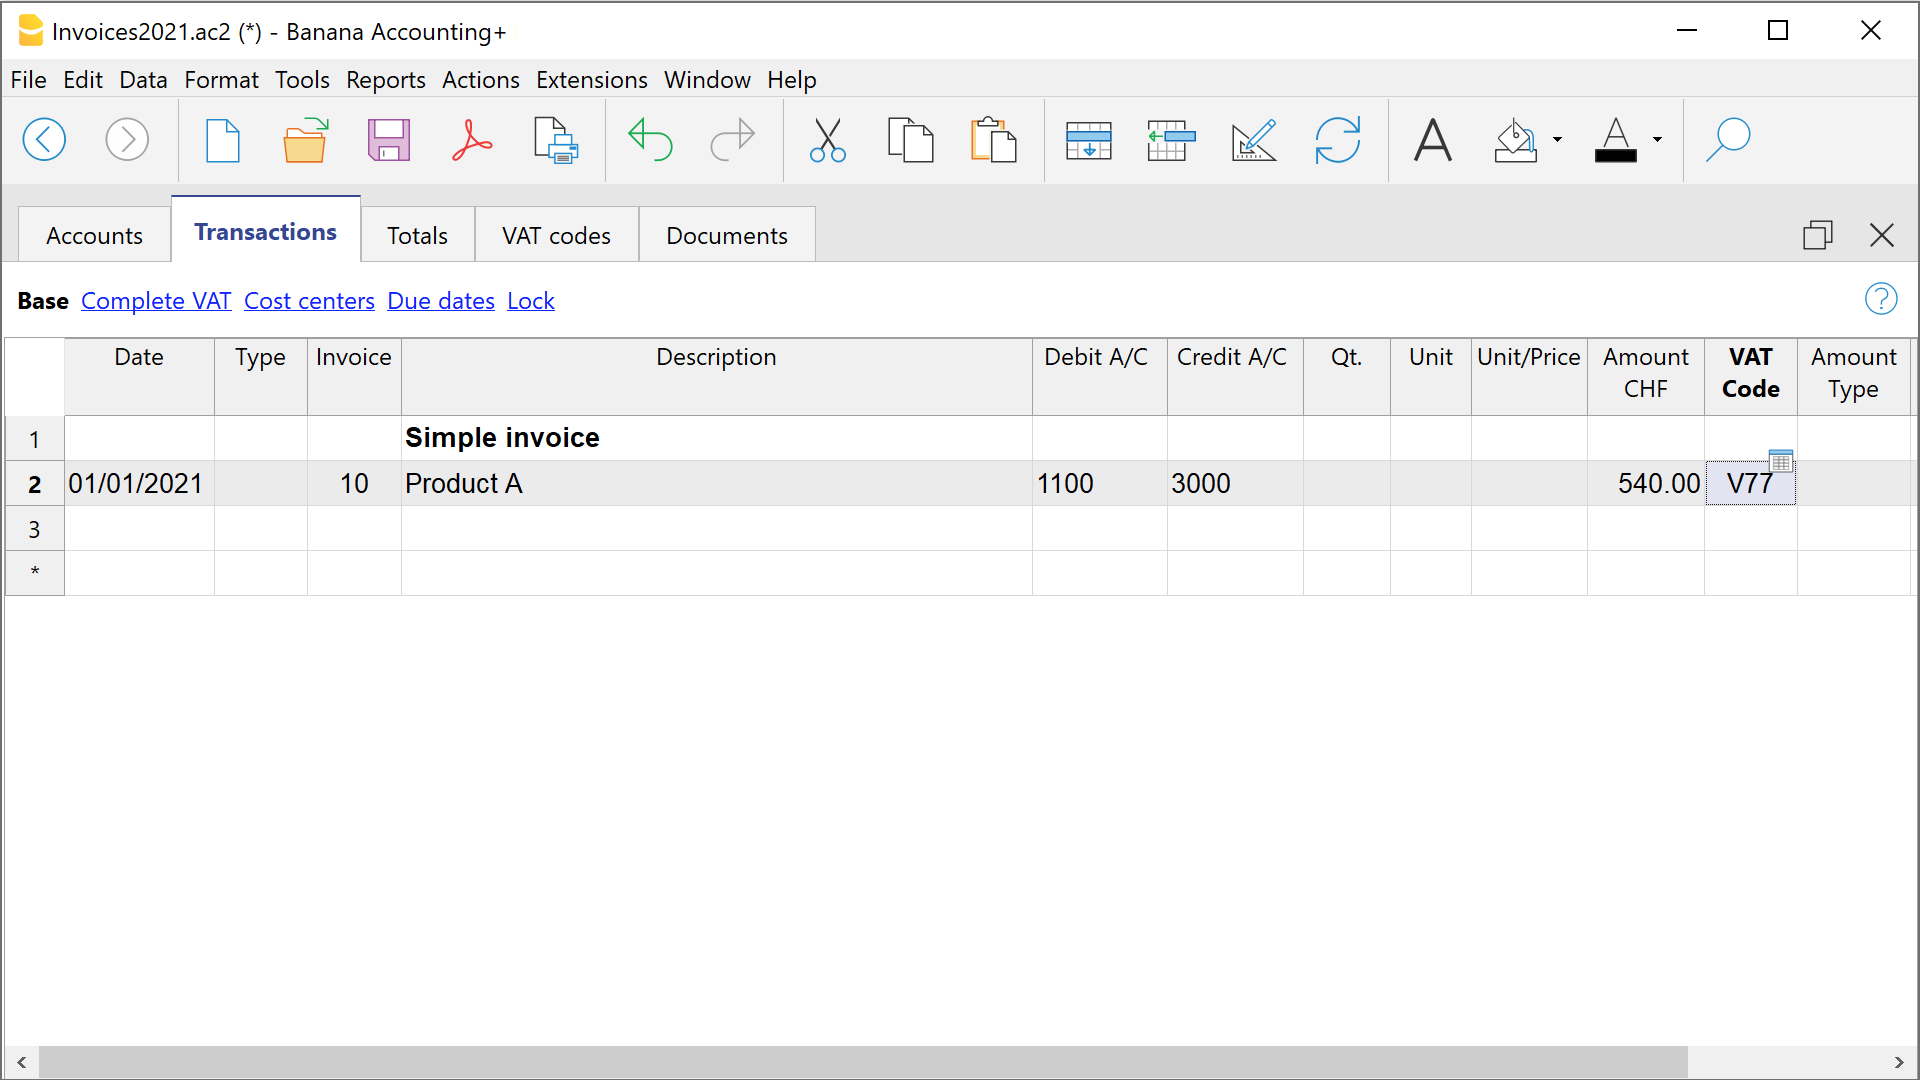 Invoices2021.ac2 (*) - Banana Accounting+
File Edit Data Format Tools Reports Actions Extensions Window Help
Accounts Transactions Totals VAT codes Documents
Base Complete VAT Cost centers Due dates Lock
Date Type Invoice Description Debit A/C Credit A/C Qt. Unit Unit/Price Amount CHF VAT Code Amount Type
1 Simple invoice
2 01/01/2021 10 Product A 1100 3000 540.00 V77
3
*